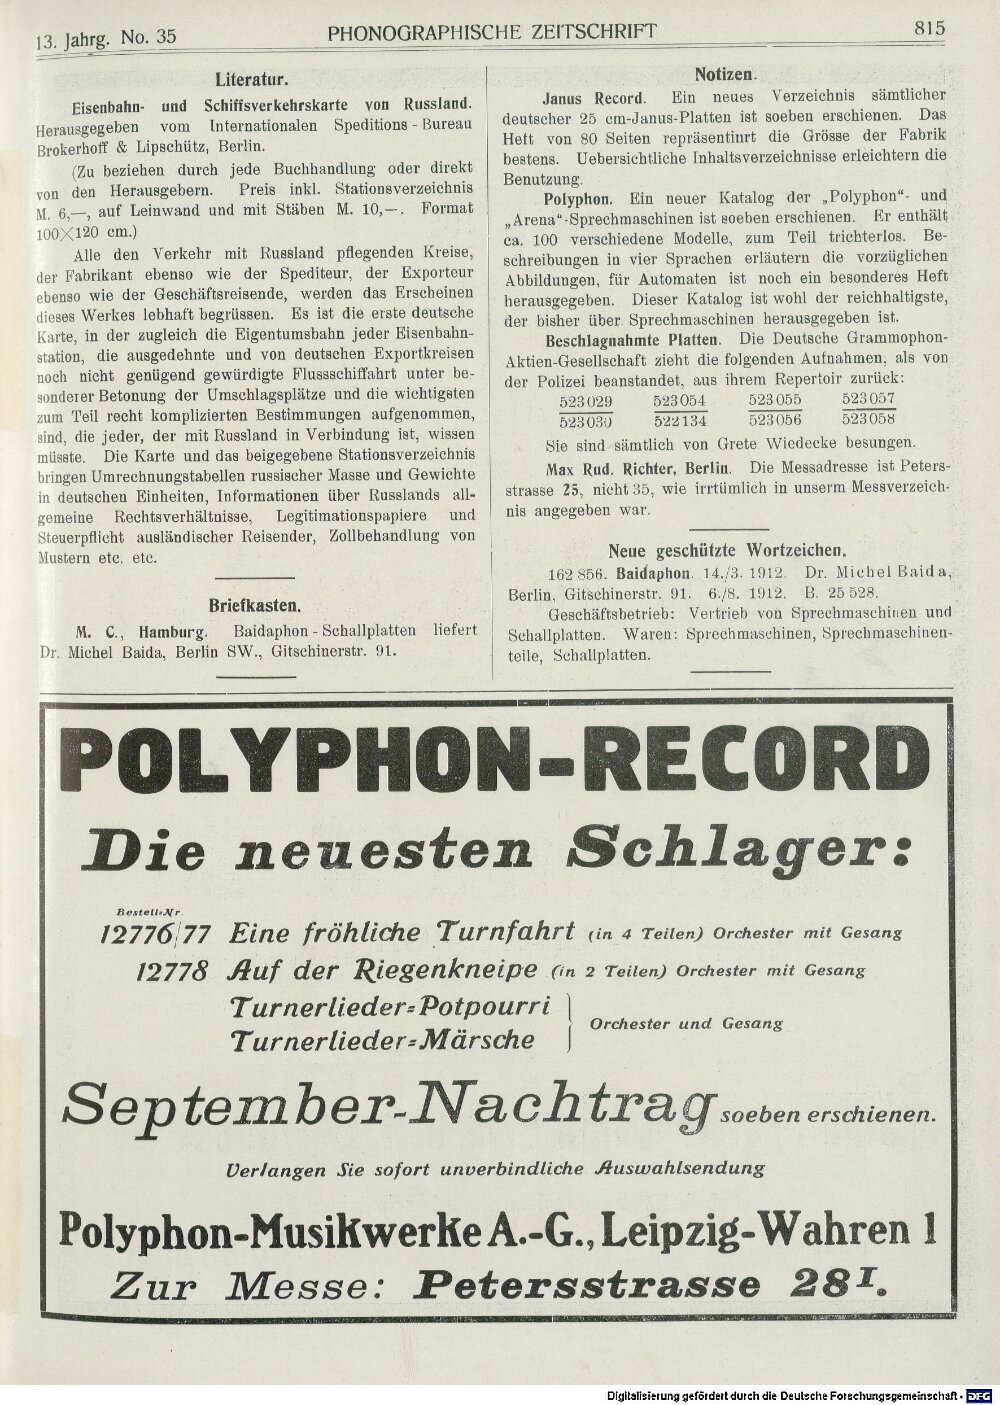 13. Jahrg. No. 35
PHONOGRAPHISCHE ZEITSCHRIFT
815
Literatur.
Eisenbahn- und Schiffsverkehrskarte von Russland.
Herausgegeben vom Internationalen Speditions-Bureau
Brokerhoff & Lipschütz, Berlin.
(Zu beziehen durch jede Buchhandlung oder direkt
von den Herausgebern. Preis inkl. Stationsverzeichnis
M. 6,—, auf Leinwand und mit Stäben M. 10,—. Format
100×120 cm.)
Alle den Verkehr mit Russland pflegenden Kreise,
der Fabrikant ebenso wie der Spediteur, der Exporteur
ebenso wie der Geschäftsreisende, werden das Erscheinen
dieses Werkes lebhaft begrüssen. Es ist die erste deutsche
Karte, in der zugleich die Eigentumsbahn jeder Eisenbahn-
station, die ausgedehnte und von deutschen Exportkreisen
noch nicht genügend gewürdigte Flussschiffahrt unter be-
sonderer Betonung der Umschlagsplätze und die wichtigsten
zum Teil recht komplizierten Bestimmungen aufgenommen,
sind, die jeder, der mit Russland in Verbindung ist, wissen
müsste. Die Karte und das beigegebene Stationsverzeichnis
bringen Umrechnungstabellen russischer Masse und Gewichte
in deutschen Einheiten, Informationen über Russlands all-
gemeine Rechtsverhältnisse, Legitimationspapiere und
Steuerpflicht ausländischer Reisender, Zollbehandlung von
Mustern etc. etc.
Briefkasten.
M. C., Hamburg. Baidaphon-Schallplatten liefert
Dr. Michel Baida, Berlin SW., Gitschinerstr. 91.
Notizen.
Janus Record. Ein neues Verzeichnis sämtlicher
deutscher 25 cm-Janus-Platten ist soeben erschienen. Das
Heft von 80 Seiten repräsentinrt die Grösse der Fabrik
bestens. Uebersichtliche Inhaltsverzeichnisse erleichtern die
Benutzung.
Polyphon. Ein neuer Katalog der „Polyphon“- und
„Arena“-Sprechmaschinen ist soeben erschienen. Er enthält
ca. 100 verschiedene Modelle, zum Teil trichterlos. Be-
schreibungen in vier Sprachen erläutern die vorzüglichen
Abbildungen, für Automaten ist noch ein besonderes Heft
herausgegeben. Dieser Katalog ist wohl der reichhaltigste,
der bisher über Sprechmaschinen herausgegeben ist.
Beschlagnahmte Platten. Die Deutsche Grammophon-
Aktien-Gesellschaft zieht die folgenden Aufnahmen, als von
der Polizei beanstandet, aus ihrem Repertoir zurück:
523029 523054 523055 523057
523030 522134 523056 523058
Sie sind sämtlich von Grete Wiedecke besungen.
Max Rud. Richter, Berlin. Die Messadresse ist Peters-
strasse 25, nicht 35, wie irrtümlich in unserm Messverzeich-
nis angegeben war.
Neue geschützte Wortzeichen.
162 856. Baidaphon. 14./3. 1912. Dr. Michel Baida,
Berlin, Gitschinerstr. 91. 6./8. 1912. B. 25 528.
Geschäftsbetrieb: Vertrieb von Sprechmaschinen und
Schallplatten. Waren: Sprechmaschinen, Sprechmaschinen-
teile, Schallplatten.
POLYPHON-RECORD
Die neuesten Schlager:
Bestell-Nr.
12776/77 Eine fröhliche Turnfahrt (in 4 Teilen) Orchester mit Gesang
12778 Auf der Riegenkneipe (in 2 Teilen) Orchester mit Gesang
Turnerlieder-Potpourri
Turnerlieder-Märsche
Orchester und Gesang
September-Nachtrag soeben erschienen.
Verlangen Sie sofort unverbindliche Auswahlsendung
Polyphon-Musikwerke A.-G., Leipzig-Wahren 1
Zur Messe: Petersstrasse 28 I.
Digitalisierung gefördert durch die Deutsche Forschungsgemeinschaft - DFG